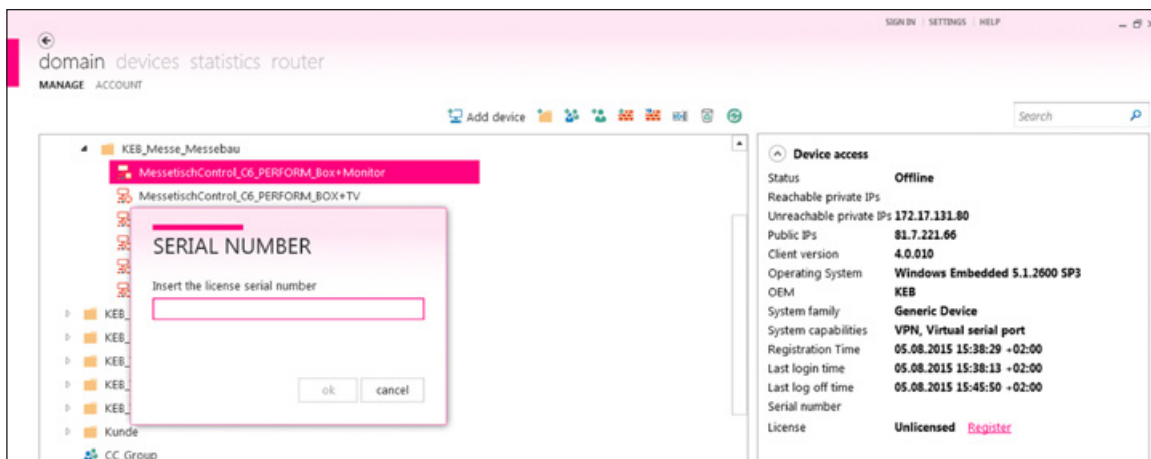 SIGN IN | SETTINGS | HELP
domain devices statistics router
MANAGE ACCOUNT
Add device
Search
KEB_Messe_Messebau
MessetischControl_C6_PERFORM_Box+Monitor
MessetischControl_C6_PERFORM_BOX+TV
SERIAL NUMBER
Insert the license serial number
ok cancel
KEB_
KEB_
KEB_
KEB_
KEB_
Kunde
CC_Group
Device access
Status Offline
Reachable private IPs
Unreachable private IPs 172.17.131.80
Public IPs 81.7.221.66
Client version 4.0.010
Operating System Windows Embedded 5.1.2600 SP3
OEM KEB
System family Generic Device
System capabilities VPN, Virtual serial port
Registration Time 05.08.2015 15:38:29 +02:00
Last login time 05.08.2015 15:38:13 +02:00
Last log off time 05.08.2015 15:45:50 +02:00
Serial number
License Unlicensed Register